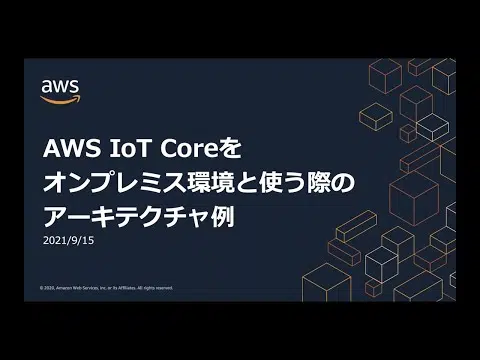 aws
AWS IoT Coreを
オンプレミス環境と使う際の
アーキテクチャ例
2021/9/15
© 2020, Amazon Web Services, Inc. or its Affiliates. All rights reserved.